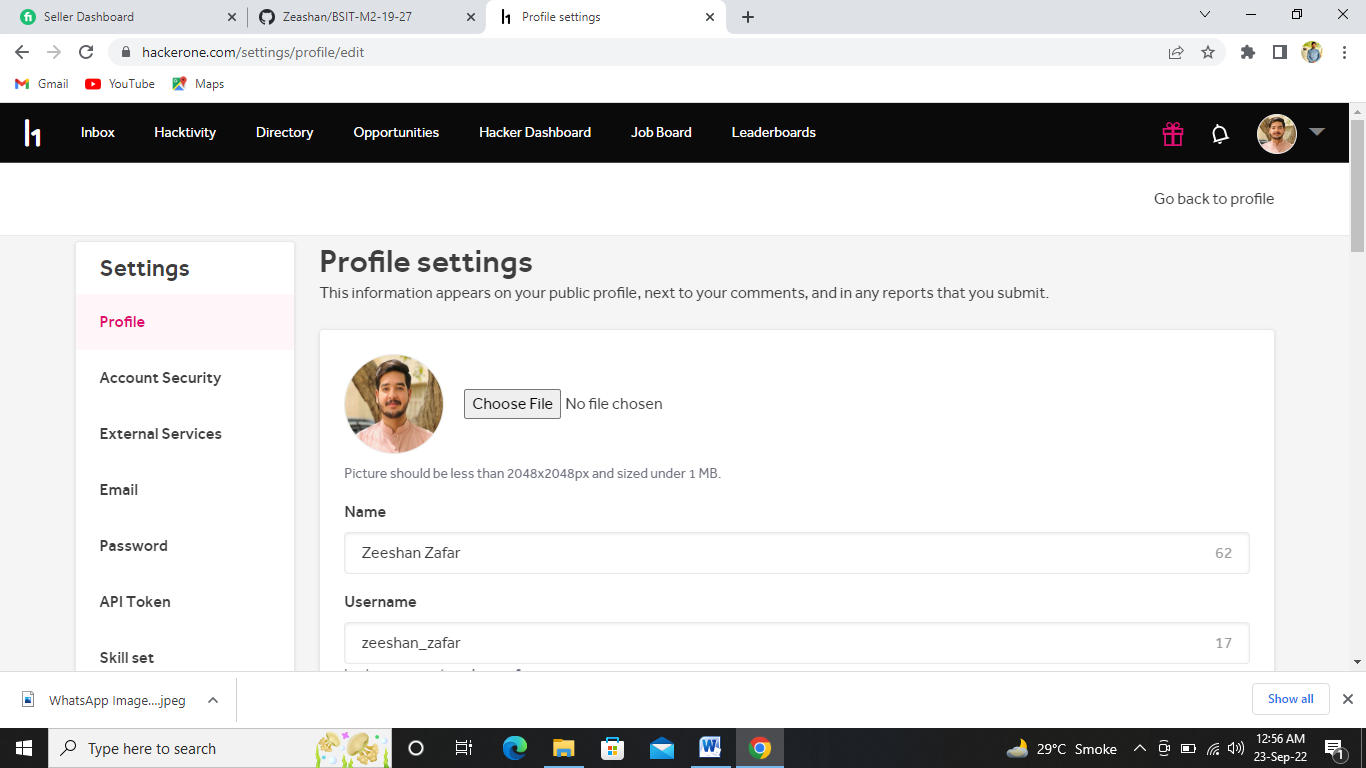 Seller Dashboard
Zeashan/BSIT-M2-19-27
Profile settings
hackerone.com/settings/profile/edit
Gmail YouTube Maps
Inbox Hacktivity Directory Opportunities Hacker Dashboard Job Board Leaderboards
Go back to profile
Settings
Profile
Account Security
External Services
Email
Password
API Token
Skill set
Profile settings
This information appears on your public profile, next to your comments, and in any reports that you submit.
Choose File No file chosen
Picture should be less than 2048x2048px and sized under 1 MB.
Name
Zeeshan Zafar 62
Username
zeeshan_zafar 17
WhatsApp Image....jpeg
Show all
Type here to search
29°C Smoke
12:56 AM
23-Sep-22
1